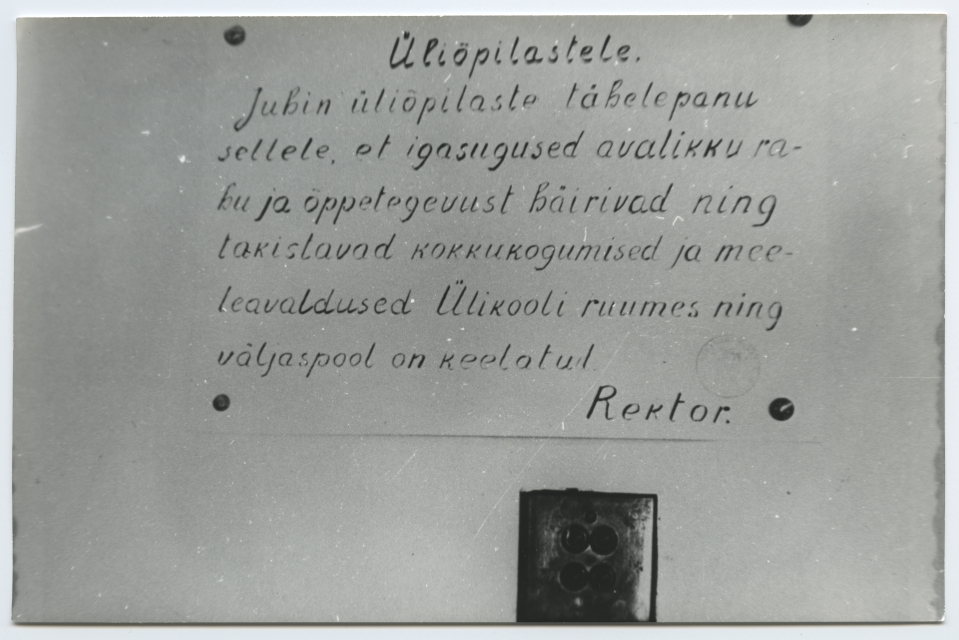 Üliõpilastele.
Juhin üliõpilaste tähelepanu
sellele, et igasugused avalikku ra-
hu ja õppetegevust häirivad ning
takistavad kokkukogumised ja mee-
leavaldused Ülikooli ruumes ning
väljaspool on keelatud.
Rektor.